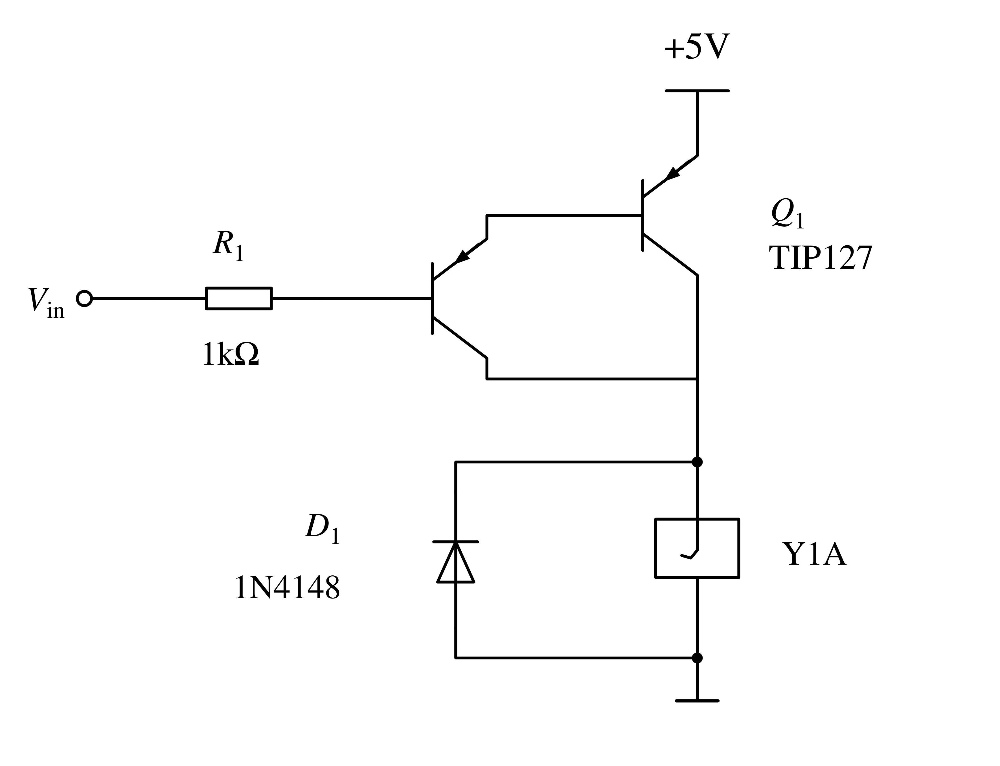 +5V
Q1
TIP127
R1
Vin
1kΩ
D1
1N4148
Y1A